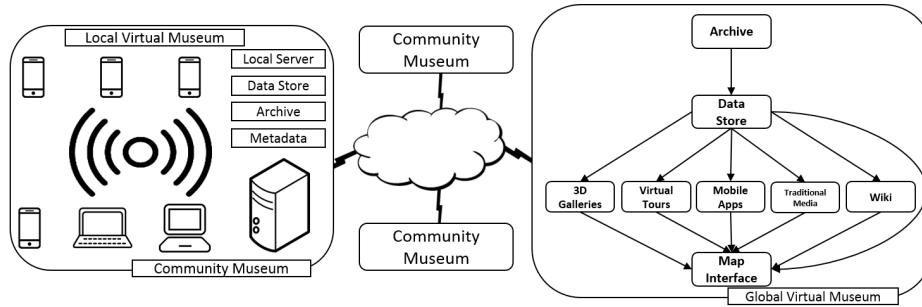 Local Virtual Museum
Local Server
Data Store
Archive
Metadata
Community Museum
Community
Museum
Community
Museum
Archive
Data
Store
3D
Galleries
Virtual
Tours
Mobile
Apps
Traditional
Media
Wiki
Map
Interface
Global Virtual Museum